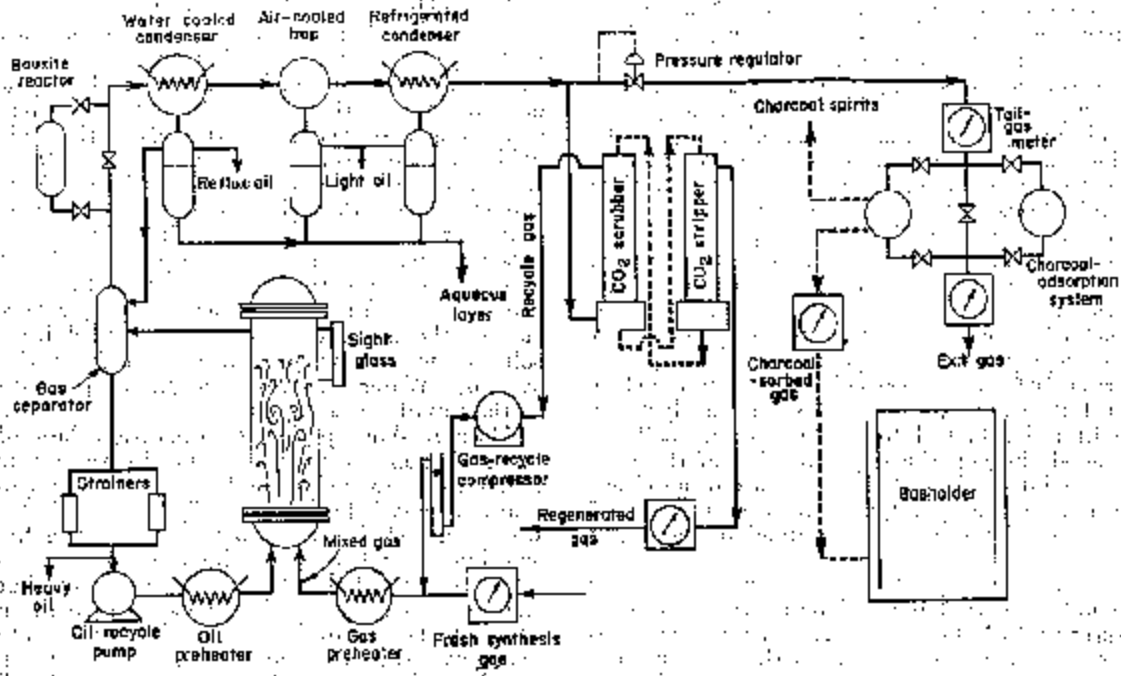 Water cooled
condenser
Air-cooled
trap
Refrigerated
condenser
Bauxite
reactor
Pressure regulator
Charcoal spirits
Tail-
gas
meter
Reflux oil
Light oil
Recycle gas
CO2 scrubber
CO2 stripper
Charcoal-
adsorption
system
Aqueous
layer
Sight
glass
Gas
separator
Charcoal
-sorbed
gas
Exit gas
Gas-recycle
compressor
Strainers
Regenerated
gas
Gasholder
Mixed gas
Heavy
oil
Oil-recycle
pump
Oil
preheater
Gas
preheater
Fresh synthesis
gas